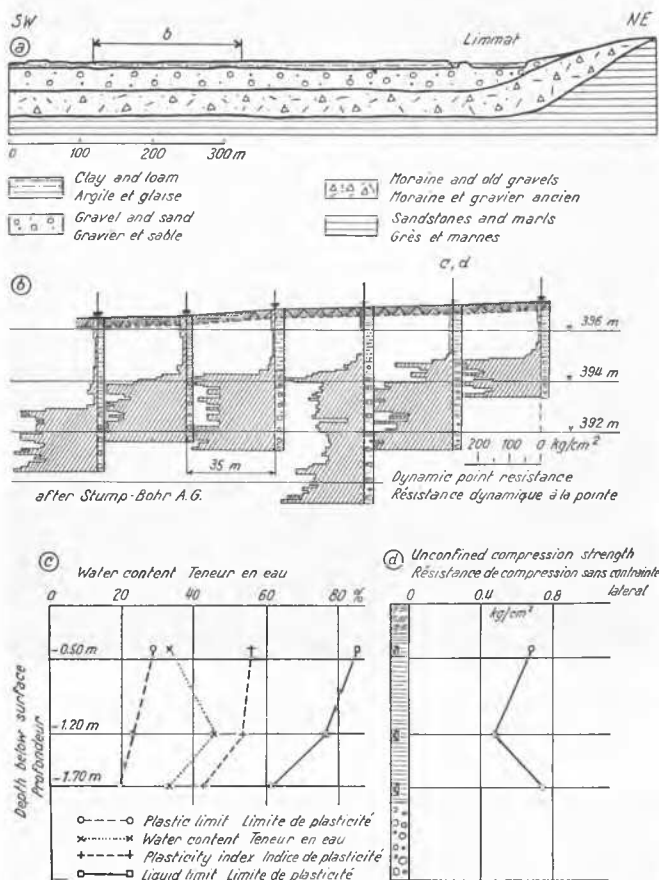 SW
NE
a
b
Limmat
0 100 200 300 m
Clay and loam
Argile et glaise
Gravel and sand
Gravier et sable
Moraine and old gravels
Moraine et gravier ancien
Sandstones and marls
Grès et marnes
b
c, d
396 m
394 m
392 m
35 m
200 100 0 kg/cm²
Dynamic point resistance
Résistance dynamique à la pointe
after Stump-Bohr A.G.
c
Water content Teneur en eau
0 20 40 60 80 %
-0.50 m
-1.20 m
-1.70 m
Depth below surface
Profondeur
Plastic limit Limite de plasticité
Water content Teneur en eau
Plasticity index Indice de plasticité
Liquid limit Limite de plasticité
d
Unconfined compression strength
Résistance de compression sans contrainte
lateral
0 0.4 0.8
kg/cm²